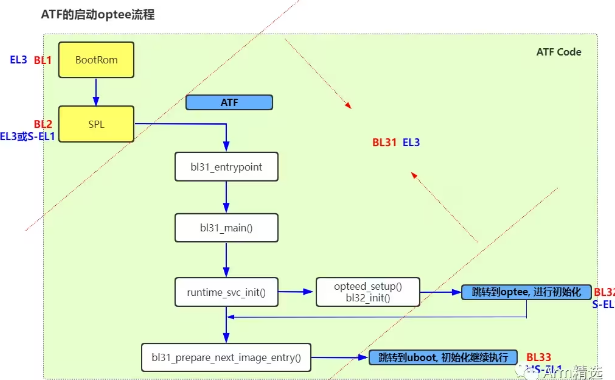 ATF的启动optee流程
ATF Code
EL3 BL1
BootRom
BL2
EL3或S-EL1
SPL
ATF
BL31 EL3
bl31_entrypoint
bl31_main()
runtime_svc_init()
opteed_setup()
bl32_init()
跳转到optee, 进行初始化
BL32
S-EL
bl31_prepare_next_image_entry()
跳转到uboot, 初始化继续执行
BL33
Arm精选